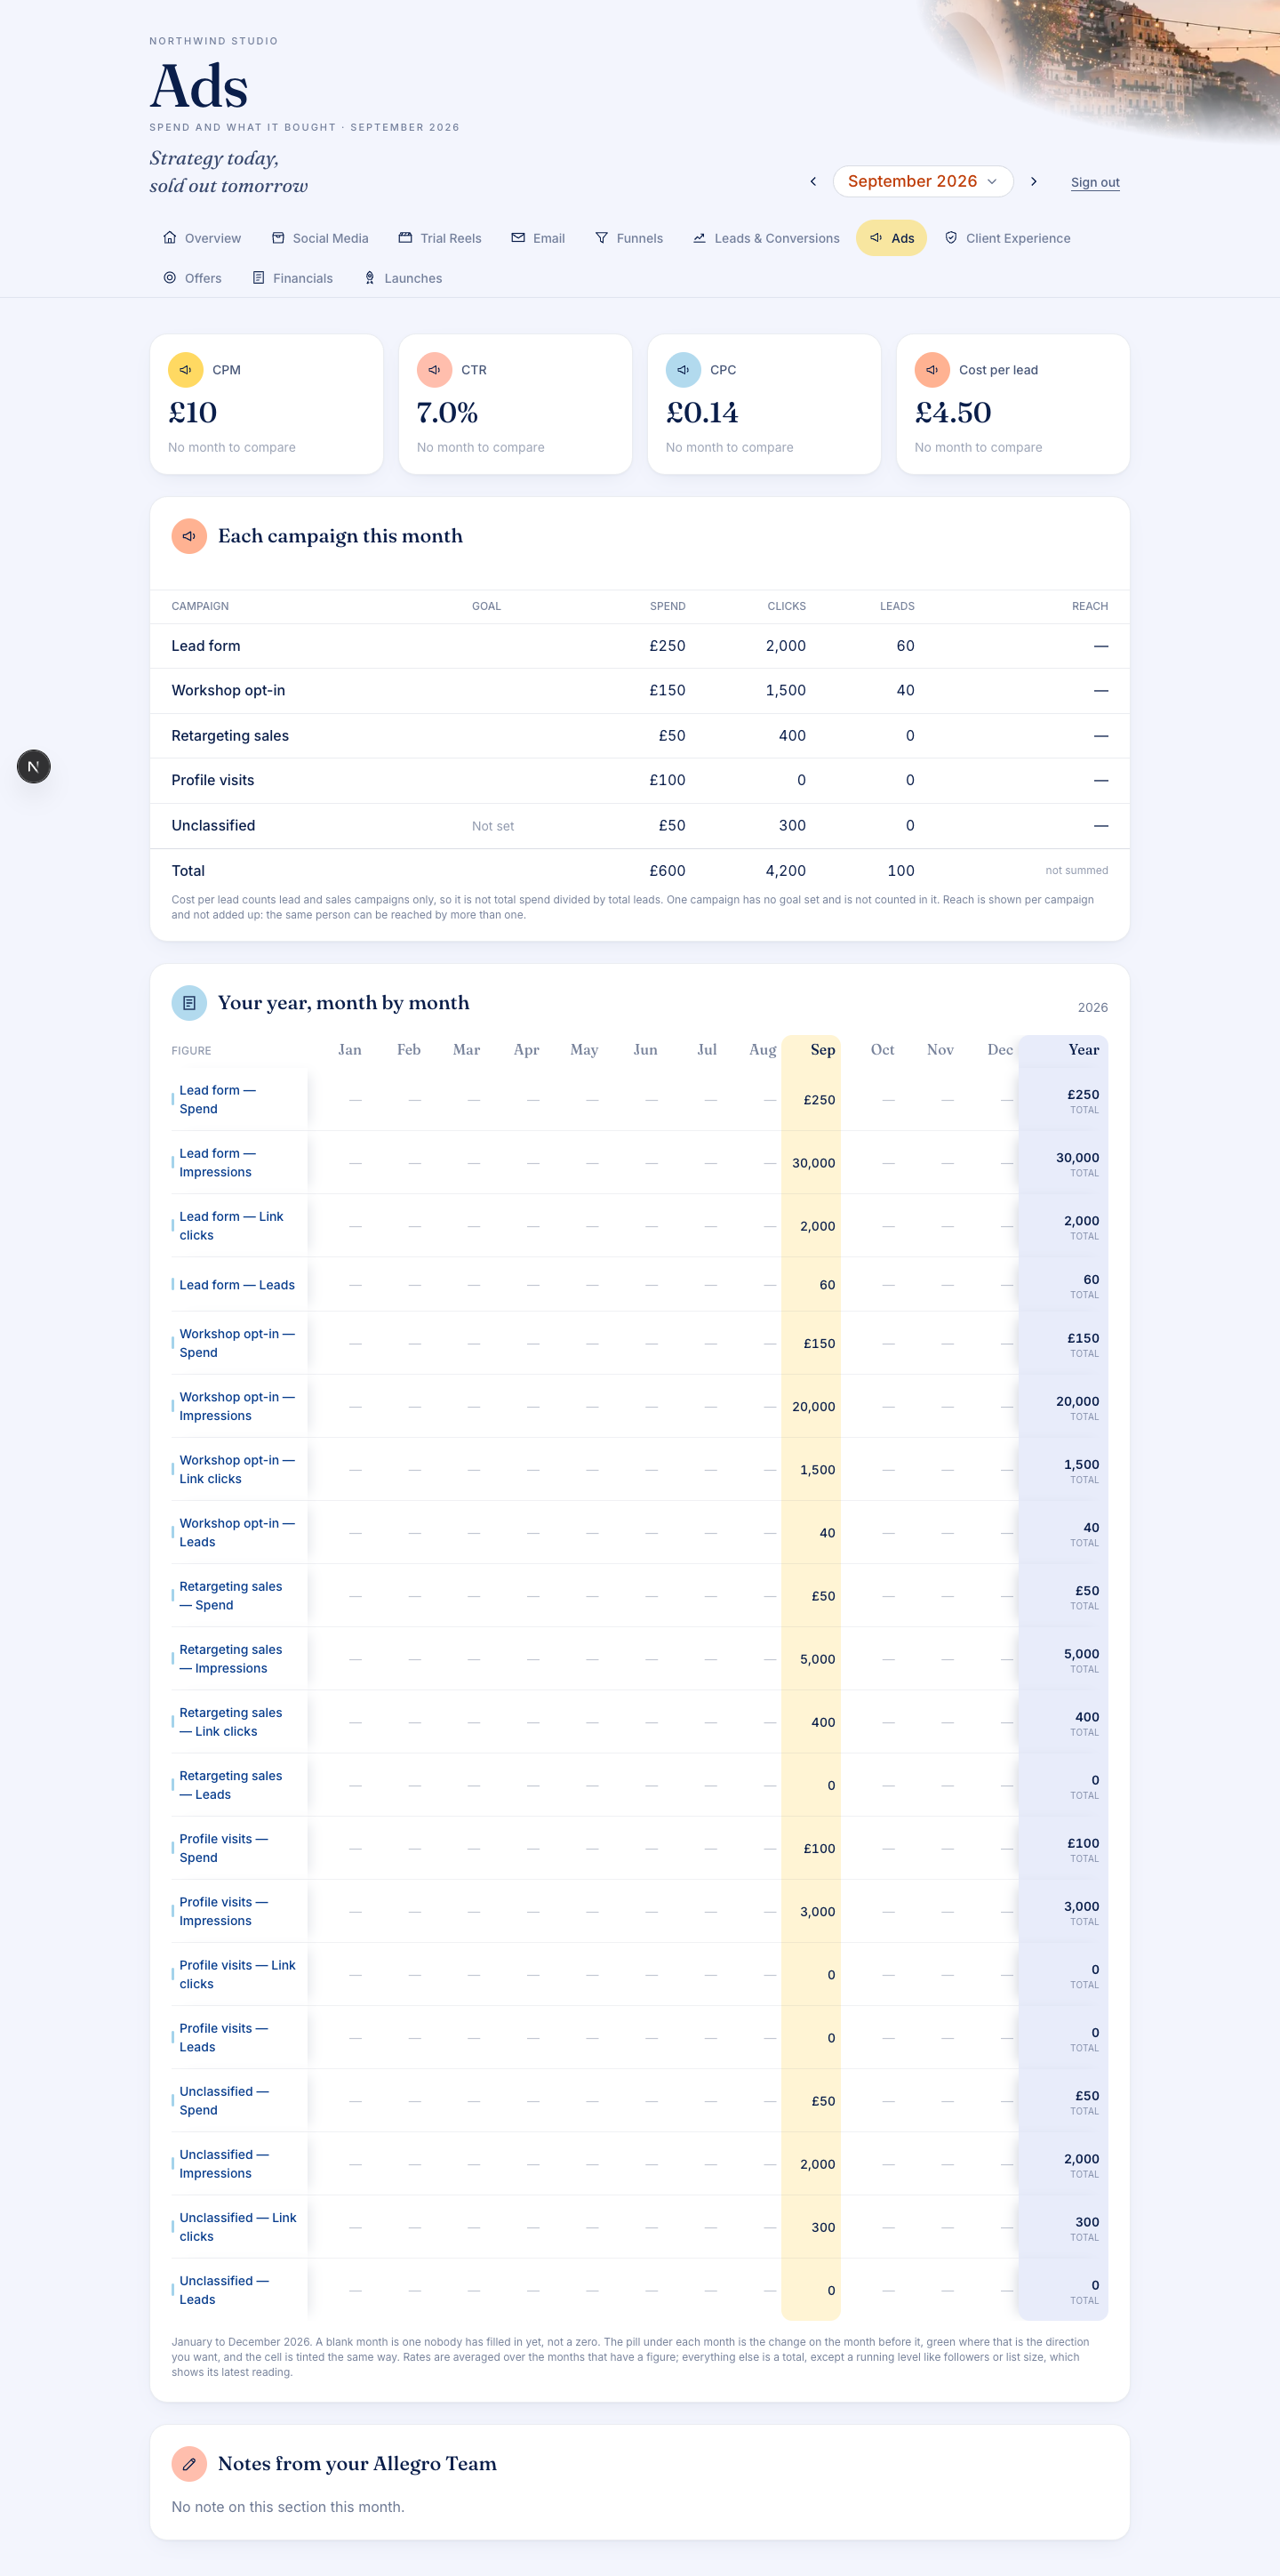 NORTHWIND STUDIO
Ads
SPEND AND WHAT IT BOUGHT · SEPTEMBER 2026
Strategy today,
sold out tomorrow
September 2026
Sign out
Overview Social Media Trial Reels Email Funnels Leads & Conversions Ads Client Experience
Offers Financials Launches
CPM CTR CPC Cost per lead
£10 7.0% £0.14 £4.50
No month to compare No month to compare No month to compare No month to compare
Each campaign this month
CAMPAIGN GOAL SPEND CLICKS LEADS REACH
Lead form £250 2,000 60 —
Workshop opt-in £150 1,500 40 —
Retargeting sales £50 400 0 —
N
Profile visits £100 0 0 —
Unclassified Not set £50 300 0 —
Total £600 4,200 100 not summed
Cost per lead counts lead and sales campaigns only, so it is not total spend divided by total leads. One campaign has no goal set and is not counted in it. Reach is shown per campaign
and not added up: the same person can be reached by more than one.
Your year, month by month
2026
FIGURE Jan Feb Mar Apr May Jun Jul Aug Sep Oct Nov Dec Year
Lead form —
Spend
— — — — — — — — £250 — — — £250
TOTAL
Lead form —
Impressions
— — — — — — — — 30,000 — — — 30,000
TOTAL
Lead form — Link
clicks
— — — — — — — — 2,000 — — — 2,000
TOTAL
Lead form — Leads
— — — — — — — — 60 — — — 60
TOTAL
Workshop opt-in —
Spend
— — — — — — — — £150 — — — £150
TOTAL
Workshop opt-in —
Impressions
— — — — — — — — 20,000 — — — 20,000
TOTAL
Workshop opt-in —
Link clicks
— — — — — — — — 1,500 — — — 1,500
TOTAL
Workshop opt-in —
Leads
— — — — — — — — 40 — — — 40
TOTAL
Retargeting sales
— Spend
— — — — — — — — £50 — — — £50
TOTAL
Retargeting sales
— Impressions
— — — — — — — — 5,000 — — — 5,000
TOTAL
Retargeting sales
— Link clicks
— — — — — — — — 400 — — — 400
TOTAL
Retargeting sales
— Leads
— — — — — — — — 0 — — — 0
TOTAL
Profile visits —
Spend
— — — — — — — — £100 — — — £100
TOTAL
Profile visits —
Impressions
— — — — — — — — 3,000 — — — 3,000
TOTAL
Profile visits — Link
clicks
— — — — — — — — 0 — — — 0
TOTAL
Profile visits —
Leads
— — — — — — — — 0 — — — 0
TOTAL
Unclassified —
Spend
— — — — — — — — £50 — — — £50
TOTAL
Unclassified —
Impressions
— — — — — — — — 2,000 — — — 2,000
TOTAL
Unclassified — Link
clicks
— — — — — — — — 300 — — — 300
TOTAL
Unclassified —
Leads
— — — — — — — — 0 — — — 0
TOTAL
January to December 2026. A blank month is one nobody has filled in yet, not a zero. The pill under each month is the change on the month before it, green where that is the direction
you want, and the cell is tinted the same way. Rates are averaged over the months that have a figure; everything else is a total, except a running level like followers or list size, which
shows its latest reading.
Notes from your Allegro Team
No note on this section this month.